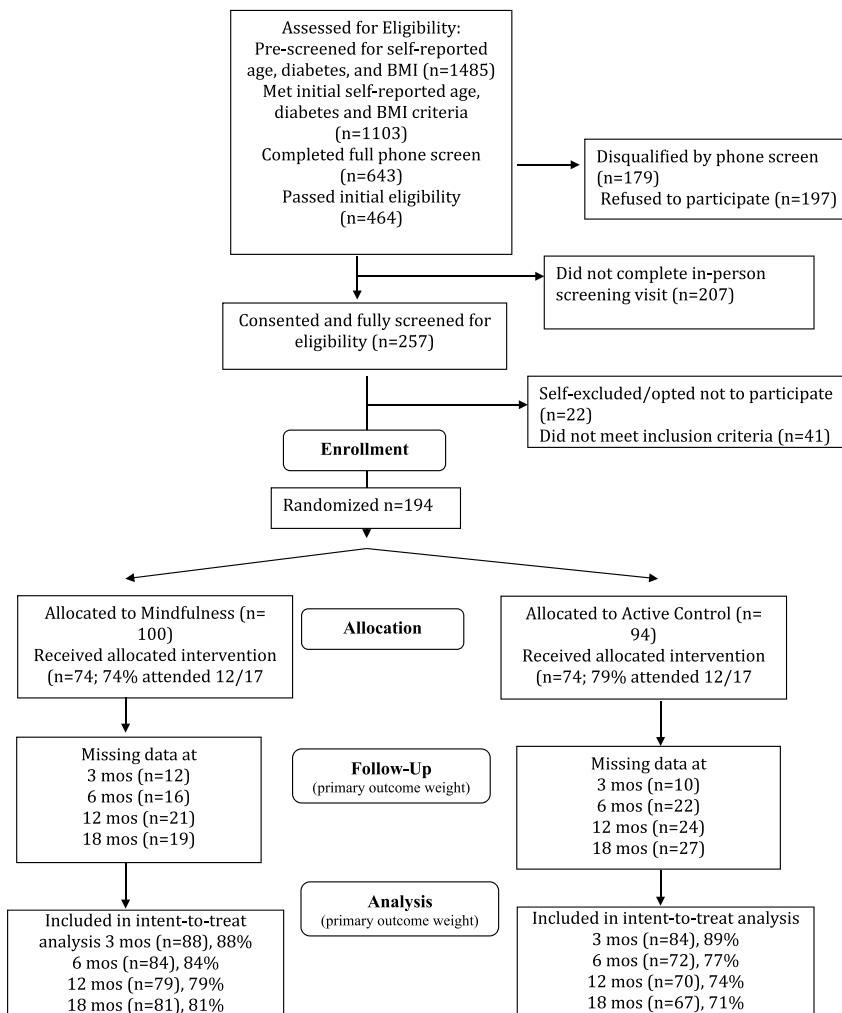 Assessed for Eligibility:
Pre-screened for self-reported
age, diabetes, and BMI (n=1485)
Met initial self-reported age,
diabetes and BMI criteria
(n=1103)
Completed full phone screen
(n=643)
Passed initial eligibility
(n=464)
Disqualified by phone screen
(n=179)
Refused to participate (n=197)
Did not complete in-person
screening visit (n=207)
Consented and fully screened for
eligibility (n=257)
Self-excluded/opted not to participate
(n=22)
Did not meet inclusion criteria (n=41)
Enrollment
Randomized n=194
Allocated to Mindfulness (n=
100)
Received allocated intervention
(n=74; 74% attended 12/17
Allocation
Allocated to Active Control (n=
94)
Received allocated intervention
(n=74; 79% attended 12/17
Missing data at
3 mos (n=12)
6 mos (n=16)
12 mos (n=21)
18 mos (n=19)
Follow-Up
(primary outcome weight)
Missing data at
3 mos (n=10)
6 mos (n=22)
12 mos (n=24)
18 mos (n=27)
Analysis
(primary outcome weight)
Included in intent-to-treat
analysis 3 mos (n=88), 88%
6 mos (n=84), 84%
12 mos (n=79), 79%
18 mos (n=81), 81%
Included in intent-to-treat analysis
3 mos (n=84), 89%
6 mos (n=72), 77%
12 mos (n=70), 74%
18 mos (n=67), 71%